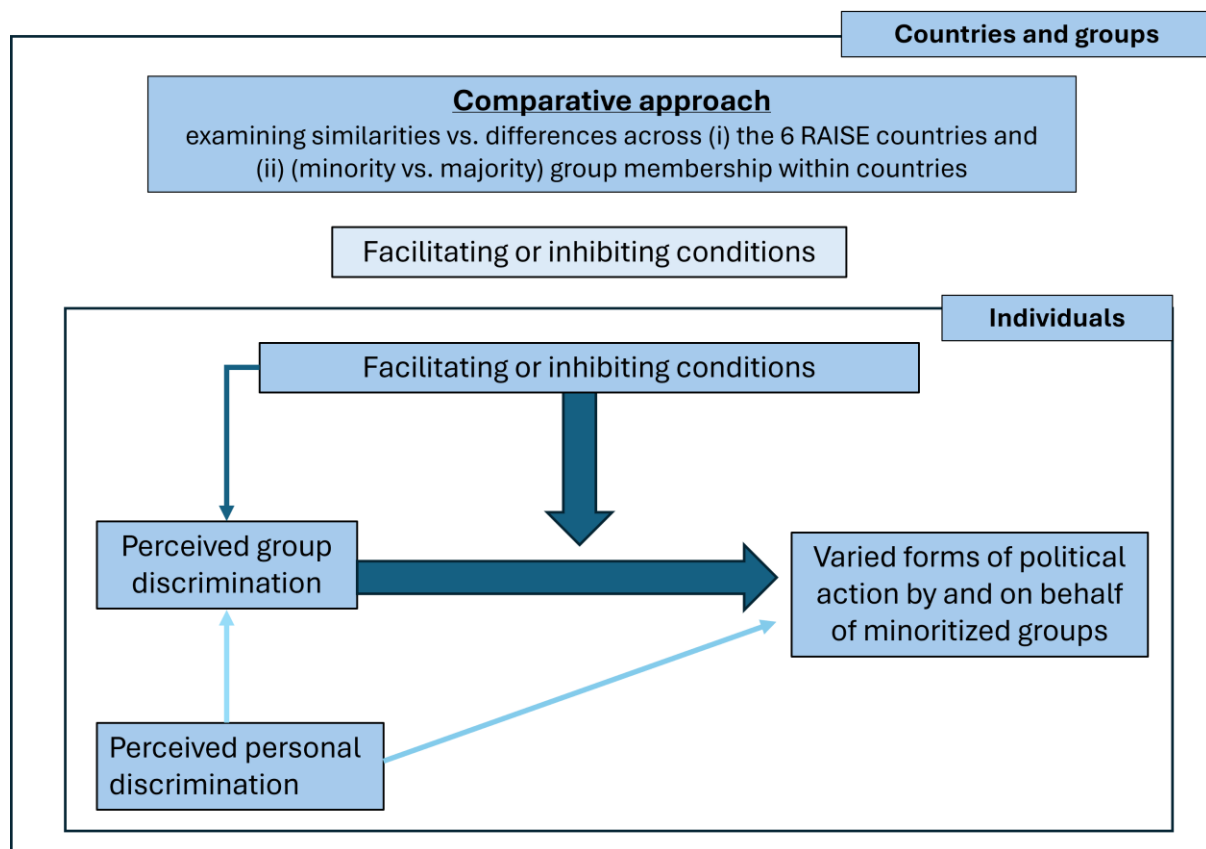 Countries and groups
Comparative approach
examining similarities vs. differences across (i) the 6 RAISE countries and
(ii) (minority vs. majority) group membership within countries
Facilitating or inhibiting conditions
Individuals
Facilitating or inhibiting conditions
Perceived group
discrimination
Varied forms of political
action by and on behalf
of minoritized groups
Perceived personal
discrimination